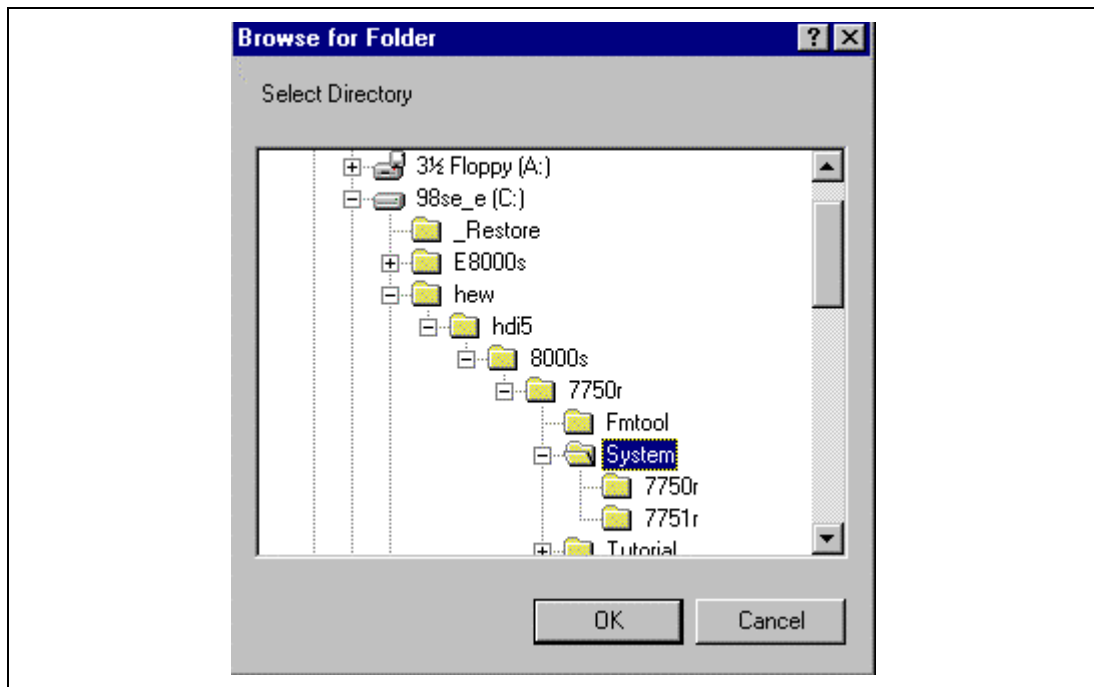 Browse for Folder
Select Directory
3½ Floppy (A:)
98se_e (C:)
_Restore
E8000s
hew
hdi5
8000s
7750r
Fmtool
System
7750r
7751r
Tutorial
OK
Cancel